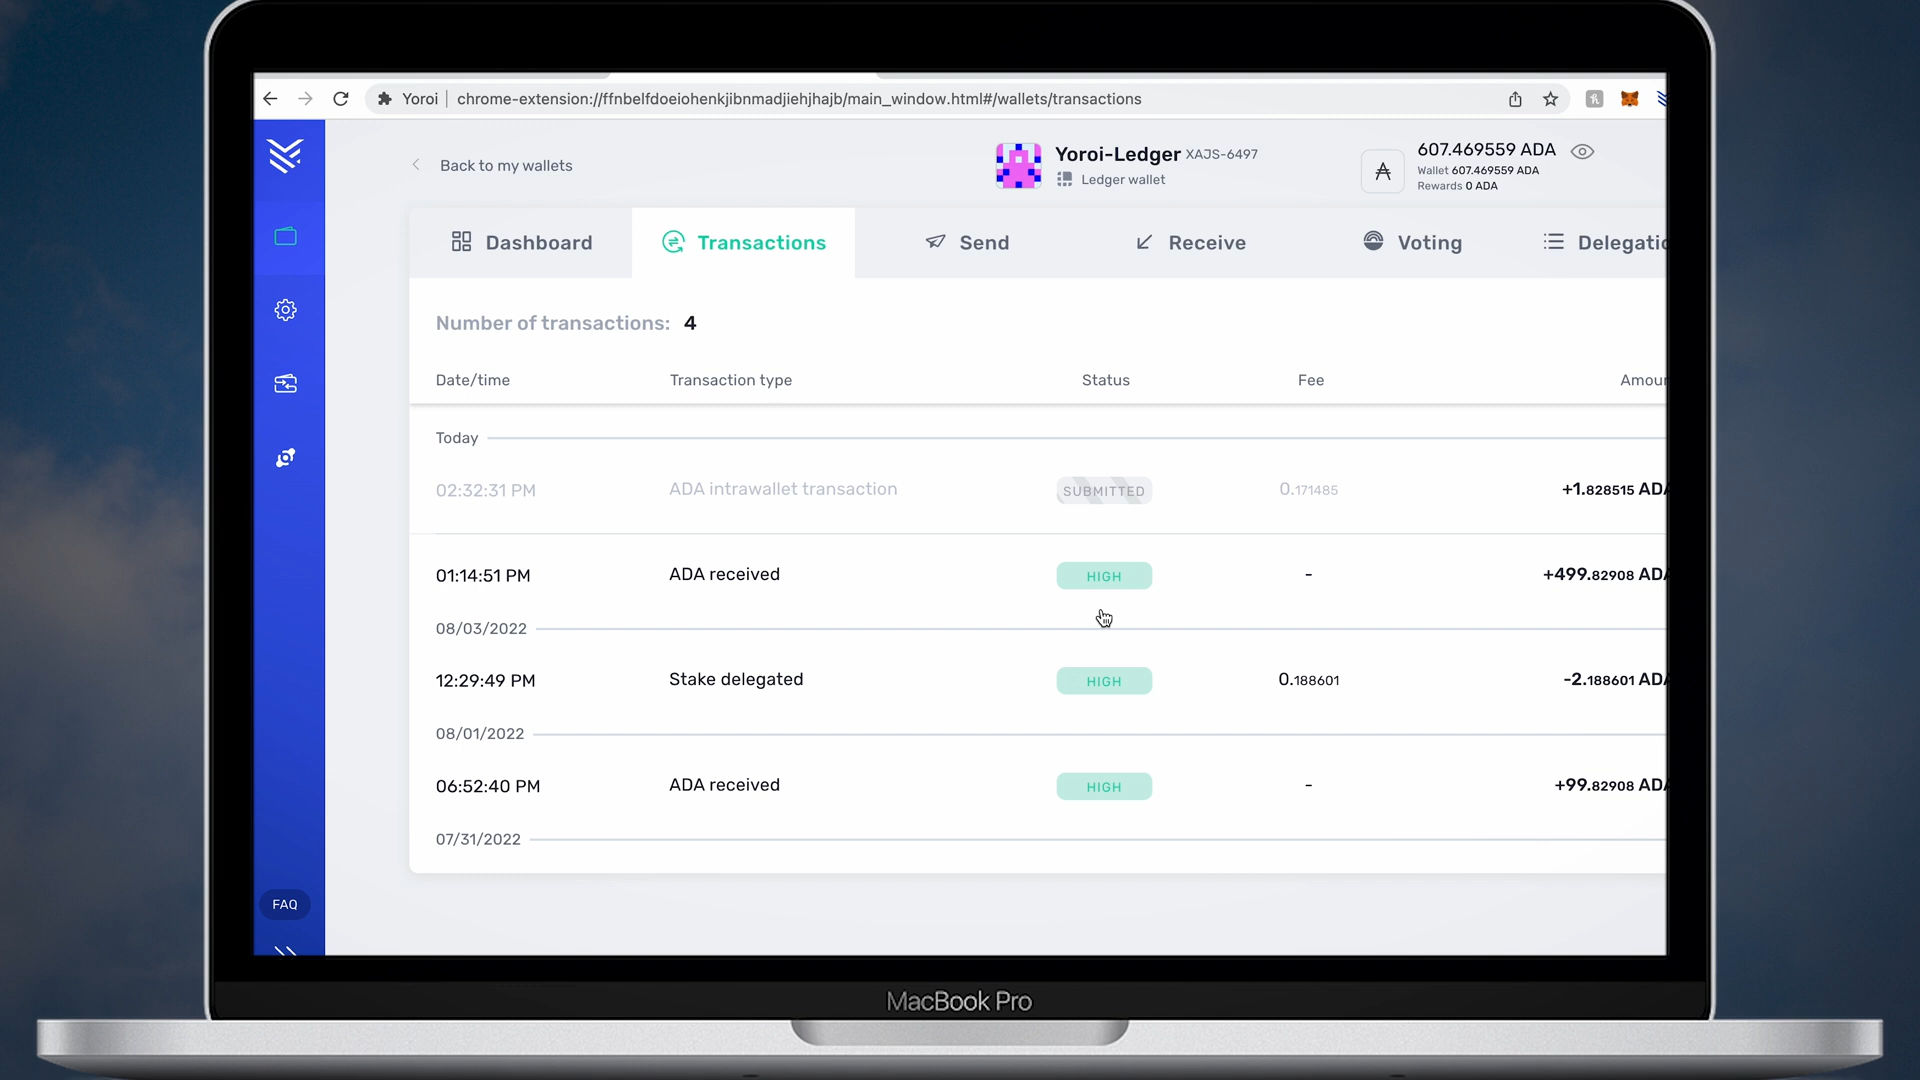 Yoroi chrome-extension://ffnbelfdoeiohenkjibnmadjiehjhajb/main_window.html#/wallets/transactions
Back to my wallets
Yoroi-Ledger XAJS-6497
Ledger wallet
607.469559 ADA
Wallet 607.469559 ADA
Rewards 0 ADA
Dashboard Transactions Send Receive Voting Delegatio
Number of transactions: 4
Date/time Transaction type Status Fee Amoun
Today
02:32:31 PM ADA intrawallet transaction SUBMITTED 0.171485 +1.828515 ADA
01:14:51 PM ADA received HIGH - +499.82908 ADA
08/03/2022
12:29:49 PM Stake delegated HIGH 0.188601 -2.188601 ADA
08/01/2022
06:52:40 PM ADA received HIGH - +99.82908 ADA
07/31/2022
FAQ
MacBook Pro